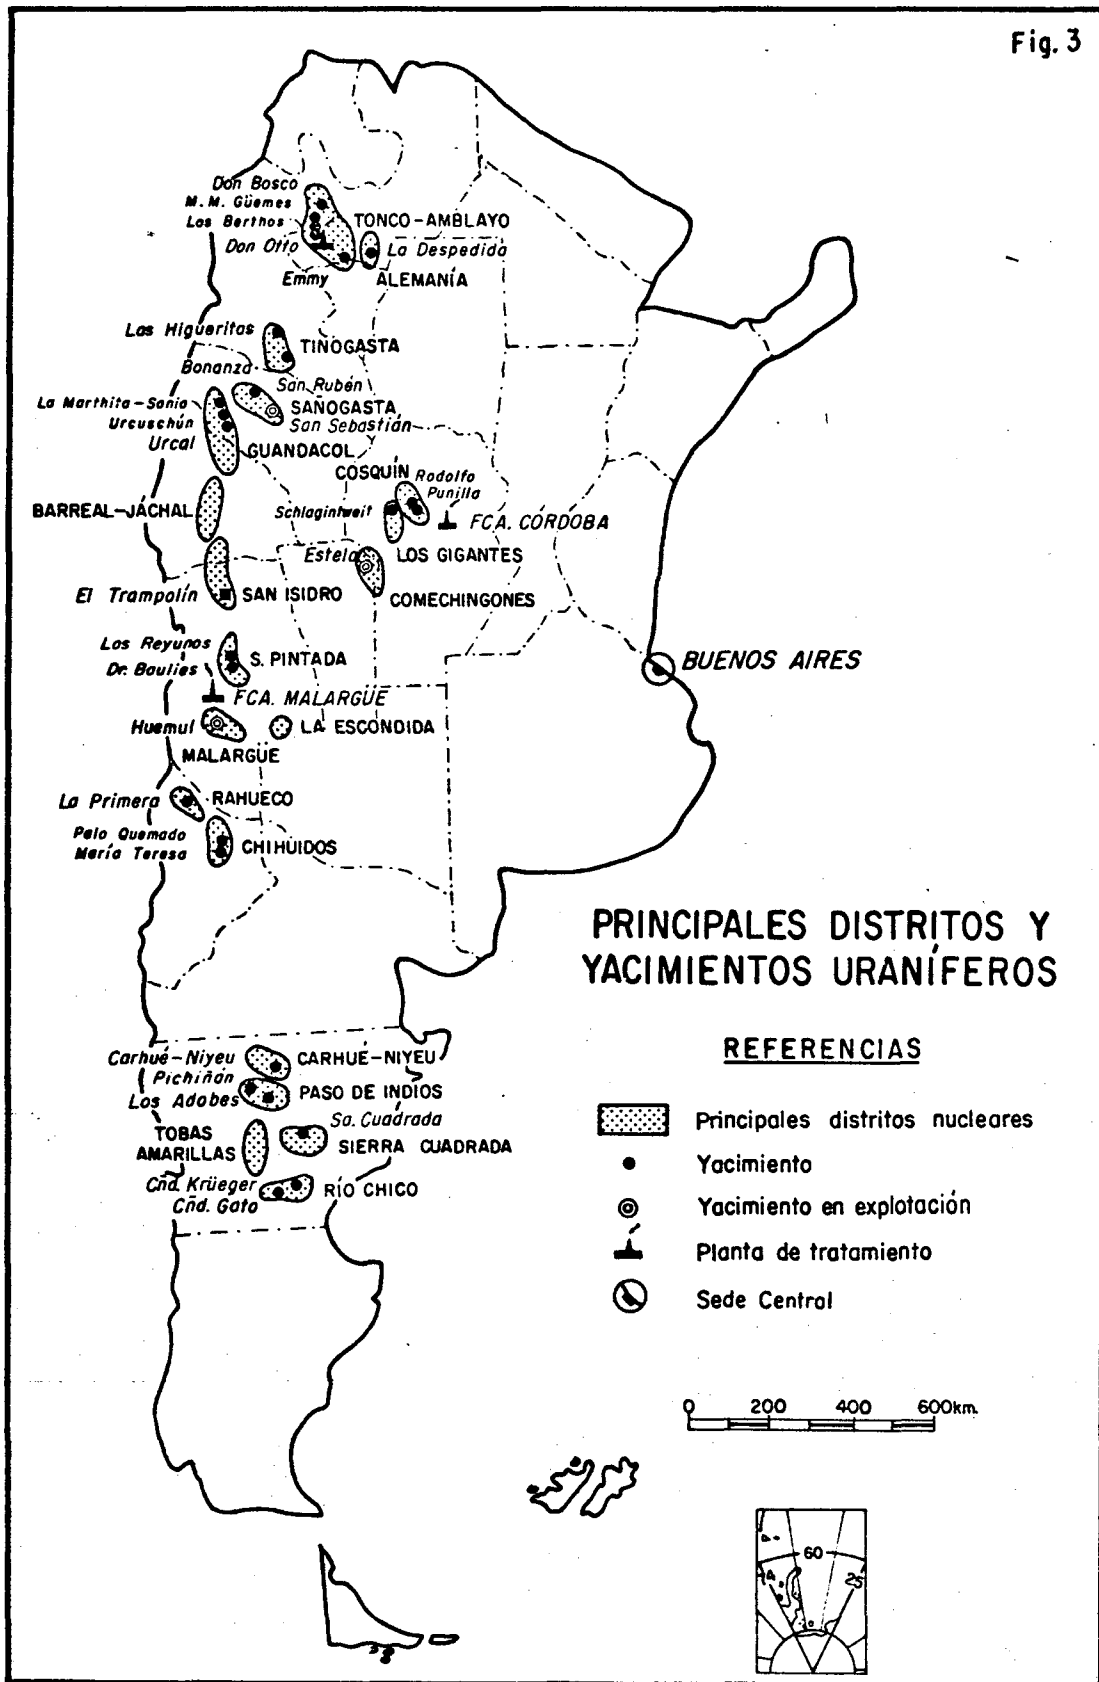 Fig. 3
Don Bosco
M. M. Güemes
Los Berthos
TONCO-AMBLAYO
Don Otto
La Despedida
Emmy
ALEMANÍA
Las Higueritas
TINOGASTA
Bonanza
San Rubén
La Marthita-Sonia
SAÑOGASTA
Urcuschún
San Sebastián
Urcal
GUANDACOL
COSQUÍN
Rodolfo
Punilla
BARREAL-JÁCHAL
Schlagintweit
FCA. CÓRDOBA
Estela
LOS GIGANTES
El Trampolín
SAN ISIDRO
COMECHINGONES
Los Reyunos
S. PINTADA
BUENOS AIRES
Dr. Baulies
FCA. MALARGÜE
Huemul
LA ESCONDIDA
MALARGÜE
La Primera
RAHUECO
Pelo Quemado
CHIHUIDOS
María Teresa
PRINCIPALES DISTRITOS Y
YACIMIENTOS URANÍFEROS
REFERENCIAS
Carhué-Niyeu
CARHUÉ-NIYEU
Pichiñán
PASO DE INDIOS
Los Adobes
Sa. Cuadrada
TOBAS
AMARILLAS
SIERRA CUADRADA
Cñd. Krüeger
RÍO CHICO
Cñd. Gato
Principales distritos nucleares
Yacimiento
Yacimiento en explotación
Planta de tratamiento
Sede Central
0 200 400 600km.
60
25